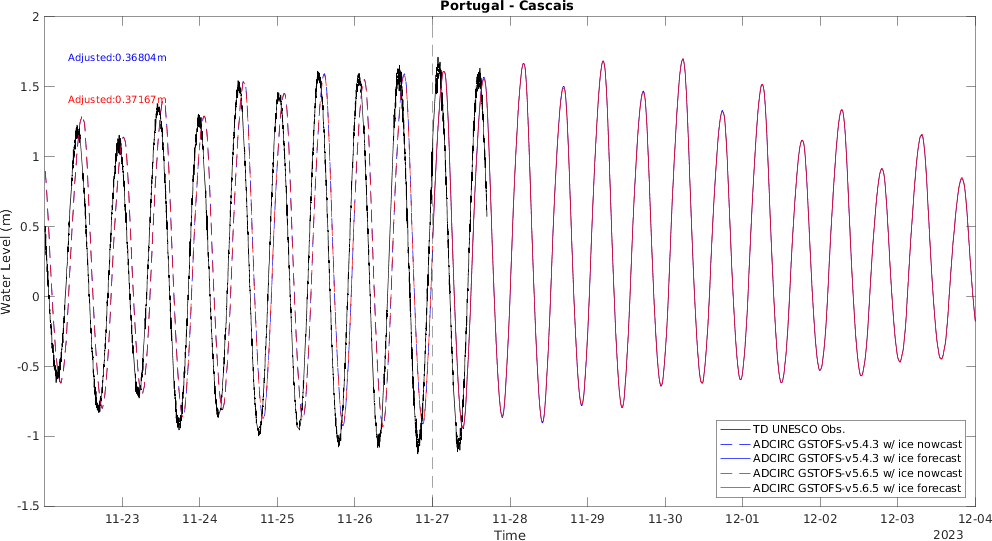 Portugal - Cascais
2
1.5
1
0.5
0
-0.5
-1
-1.5
Water Level (m)
Adjusted:0.36804m
Adjusted:0.37167m
TD UNESCO Obs.
ADCIRC GSTOFS-v5.4.3 w/ ice nowcast
ADCIRC GSTOFS-v5.4.3 w/ ice forecast
ADCIRC GSTOFS-v5.6.5 w/ ice nowcast
ADCIRC GSTOFS-v5.6.5 w/ ice forecast
11-23 11-24 11-25 11-26 11-27 11-28 11-29 11-30 12-01 12-02 12-03 12-04
Time
2023